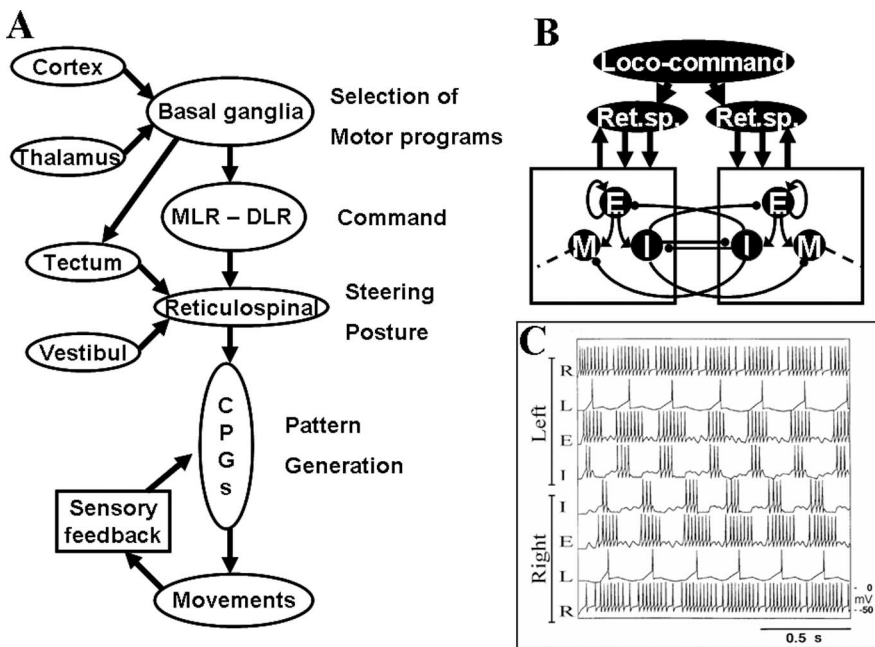 A
Cortex
Thalamus
Basal ganglia
Selection of
Motor programs
MLR – DLR
Command
Tectum
Vestibul
Reticulospinal
Steering
Posture
C
P
G
s
Pattern
Generation
Sensory
feedback
Movements
B
Loco-command
Ret.sp.
Ret.sp.
E
E
M
I
I
M
C
Left
R
L
E
I
Right
I
E
L
R
0
mV
-50
0.5 s